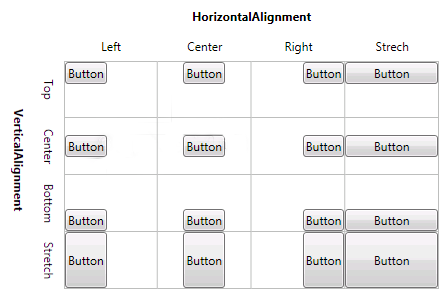 HorizontalAlignment
Left Center Right Strech
VerticalAlignment
Top Button Button Button Button
Center Button Button Button Button
Bottom Button Button Button Button
Stretch Button Button Button Button